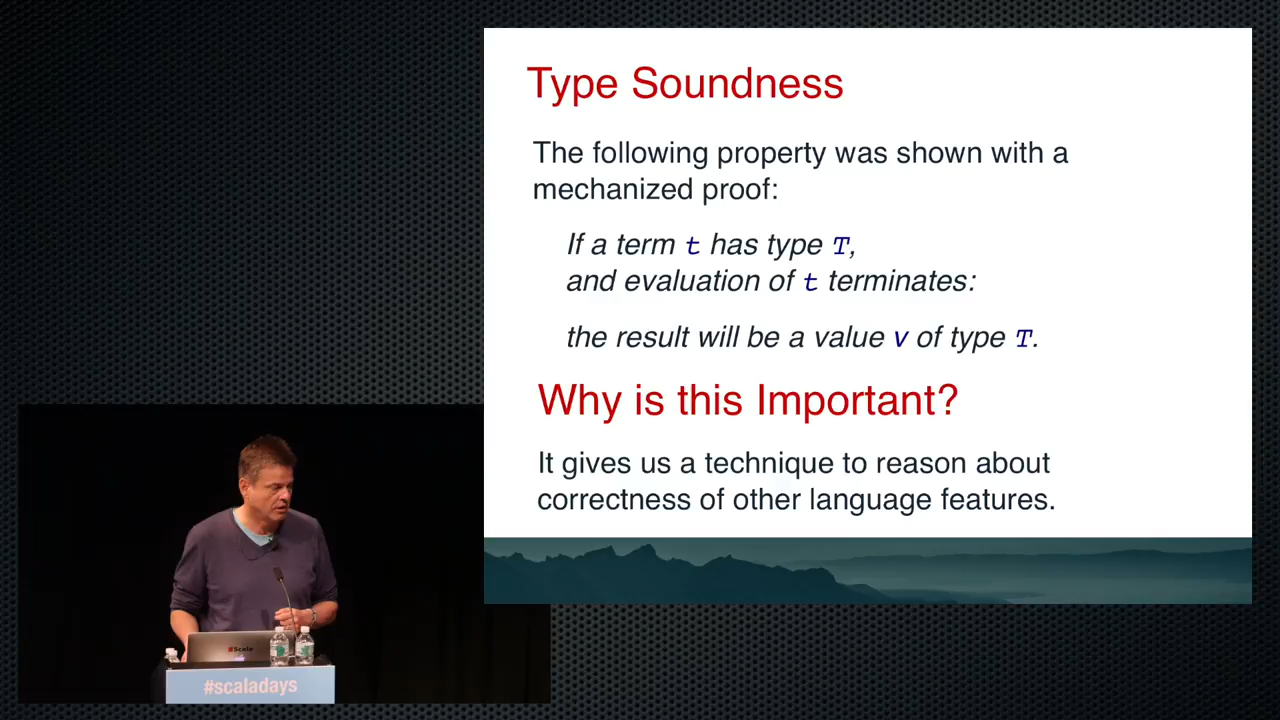 Type Soundness
The following property was shown with a
mechanized proof:
If a term t has type T,
and evaluation of t terminates:
the result will be a value v of type T.
Why is this Important?
It gives us a technique to reason about
correctness of other language features.
Scala
#scaladays